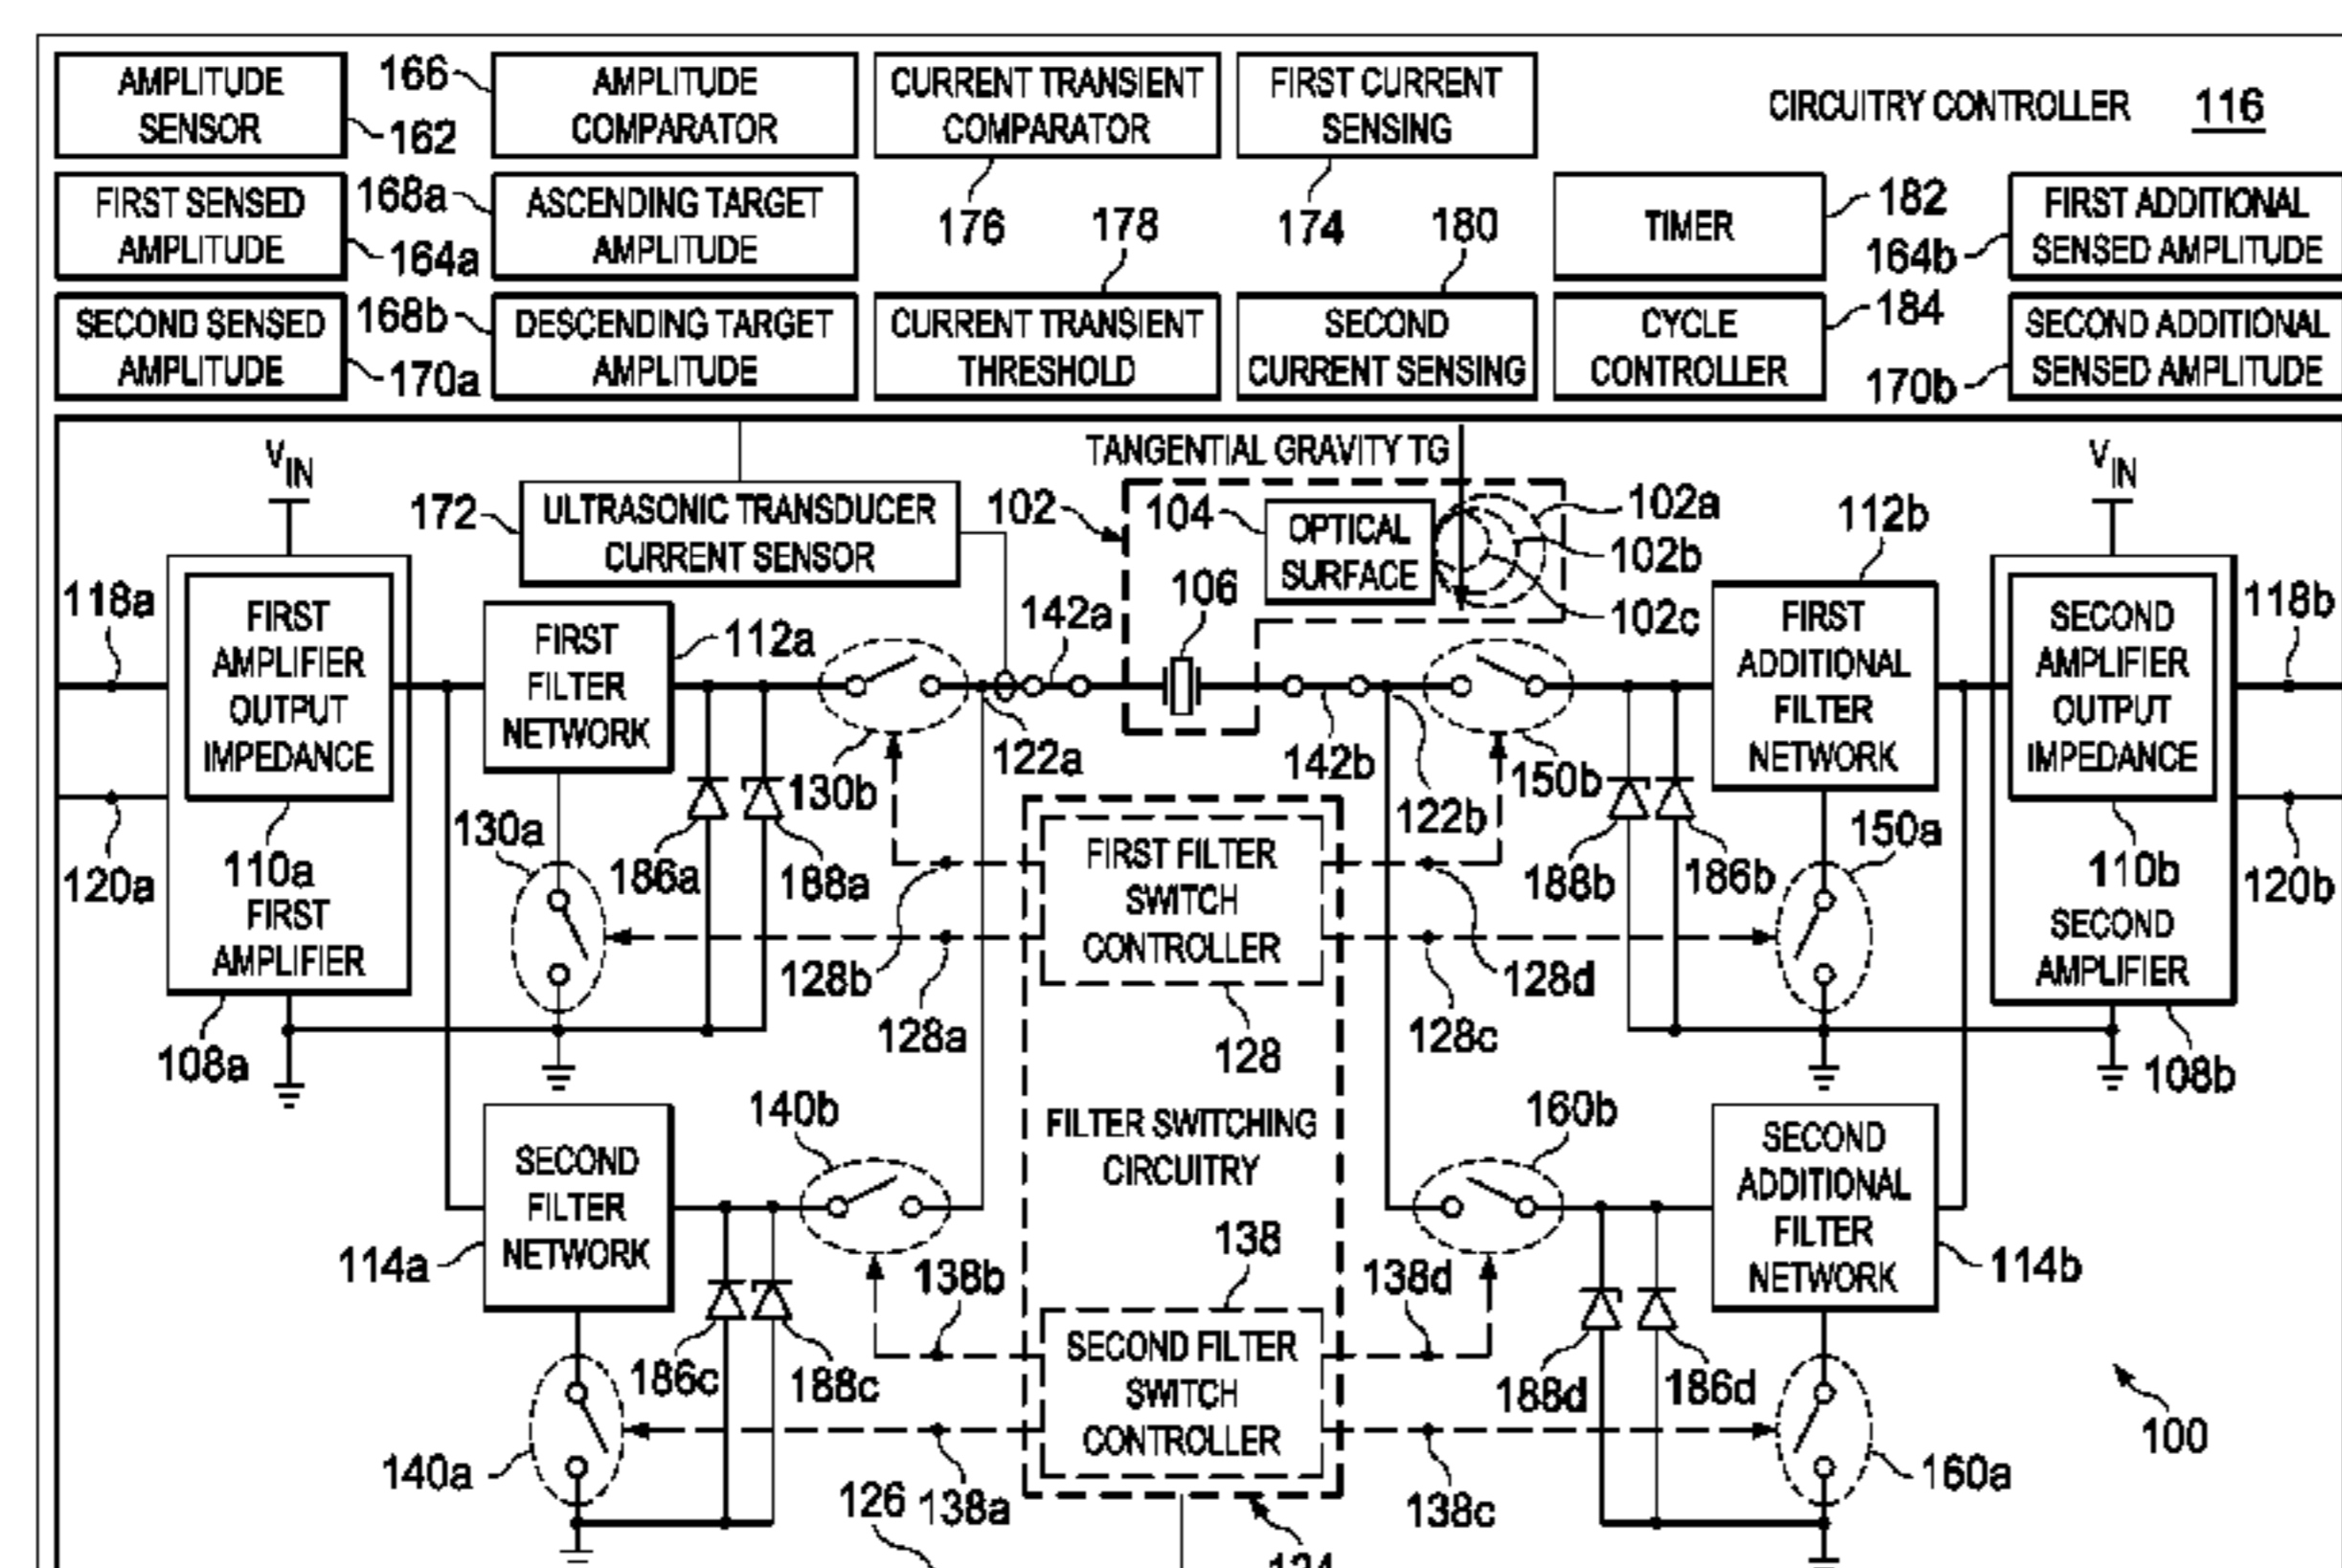 AMPLITUDE
SENSOR
162
166
AMPLITUDE
COMPARATOR
CURRENT TRANSIENT
COMPARATOR
176
FIRST CURRENT
SENSING
174
CIRCUITRY CONTROLLER 116
FIRST SENSED
AMPLITUDE
164a
168a
ASCENDING TARGET
AMPLITUDE
178
180
TIMER
182
164b
FIRST ADDITIONAL
SENSED AMPLITUDE
SECOND SENSED
AMPLITUDE
170a
168b
DESCENDING TARGET
AMPLITUDE
CURRENT TRANSIENT
THRESHOLD
SECOND
CURRENT SENSING
CYCLE
CONTROLLER
184
170b
SECOND ADDITIONAL
SENSED AMPLITUDE
VIN
172
ULTRASONIC TRANSDUCER
CURRENT SENSOR
TANGENTIAL GRAVITY TG
102
104
OPTICAL
SURFACE
102a
102b
102c
106
112b
VIN
118a
120a
FIRST
AMPLIFIER
OUTPUT
IMPEDANCE
110a
FIRST
AMPLIFIER
108a
FIRST
FILTER
NETWORK
112a
130a
130b
186a
188a
142a
122a
142b
122b
150b
FIRST
ADDITIONAL
FILTER
NETWORK
188b
186b
150a
SECOND
AMPLIFIER
OUTPUT
IMPEDANCE
110b
SECOND
AMPLIFIER
108b
118b
120b
FIRST FILTER
SWITCH
CONTROLLER
128
128b
128a
128d
128c
FILTER SWITCHING
CIRCUITRY
SECOND
FILTER
NETWORK
114a
140b
186c
188c
140a
138b
138a
138
SECOND FILTER
SWITCH
CONTROLLER
138d
138c
160b
188d
186d
SECOND
ADDITIONAL
FILTER
NETWORK
114b
160a
100
126